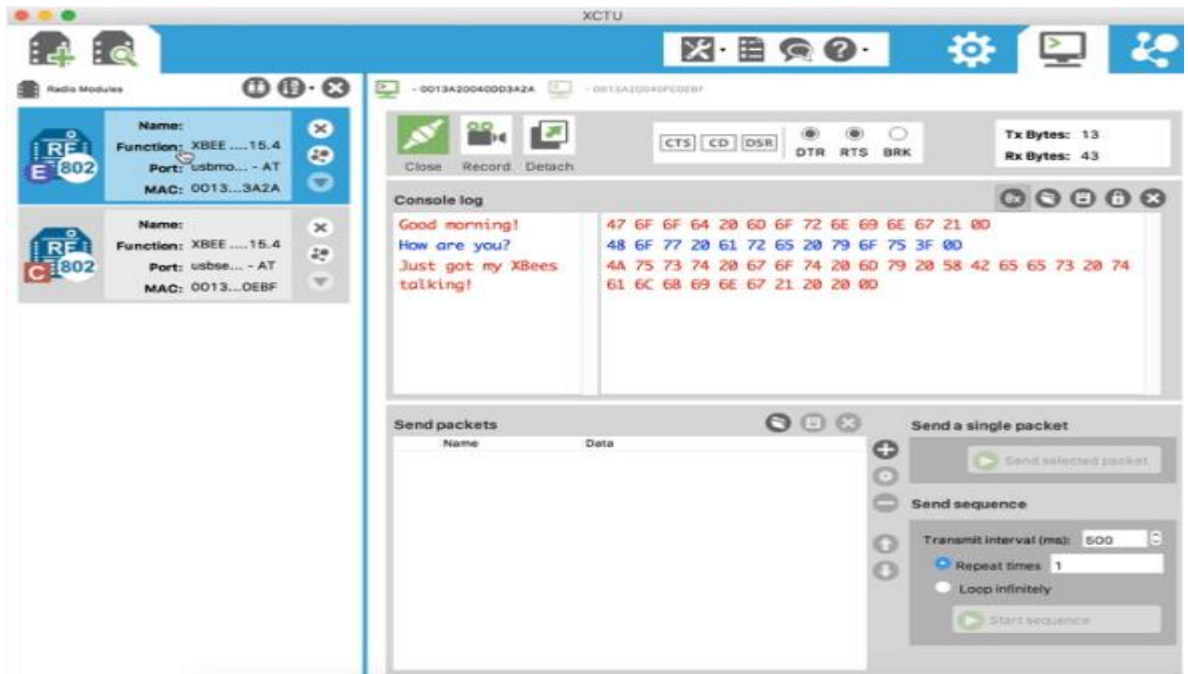 XCTU
Radio Modules
Name:
Function: XBEE ....15.4
Port: usbmo... - AT
MAC: 0013...3A2A
RF
E 802
Name:
Function: XBEE ....15.4
Port: usbse... - AT
MAC: 0013...0EBF
RF
C 802
- 0013A20040DD3A2A
Close Record Detach
CTS CD DSR DTR RTS BRK
Tx Bytes: 13
Rx Bytes: 43
Console log
Good morning! 47 6F 6F 64 20 6D 6F 72 6E 69 6E 67 21 0D
How are you? 48 6F 77 20 61 72 65 20 79 6F 75 3F 0D
Just got my XBees 4A 75 73 74 20 67 6F 74 20 6D 79 20 58 42 65 65 73 20 74
talking! 61 6C 6B 69 6E 67 21 20 20 0D
Send packets
Name Data
Send a single packet
Send selected packet
Send sequence
Transmit interval (ms): 500
Repeat times 1
Loop infinitely
Start sequence